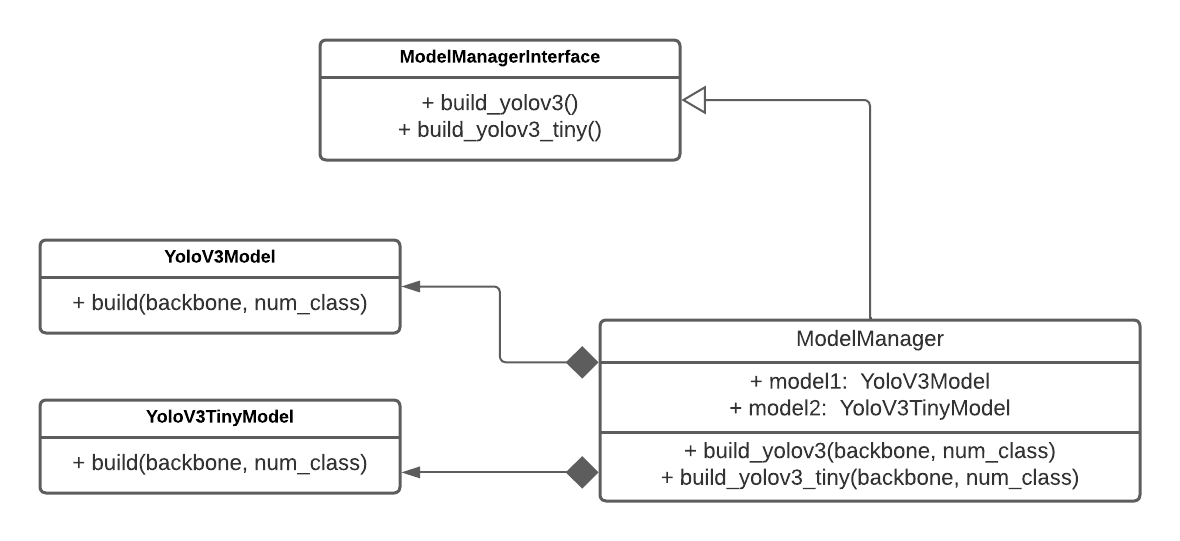 ModelManagerInterface
+ build_yolov3()
+ build_yolov3_tiny()
YoloV3Model
+ build(backbone, num_class)
YoloV3TinyModel
+ build(backbone, num_class)
ModelManager
+ model1:  YoloV3Model
+ model2:  YoloV3TinyModel
+ build_yolov3(backbone, num_class)
+ build_yolov3_tiny(backbone, num_class)